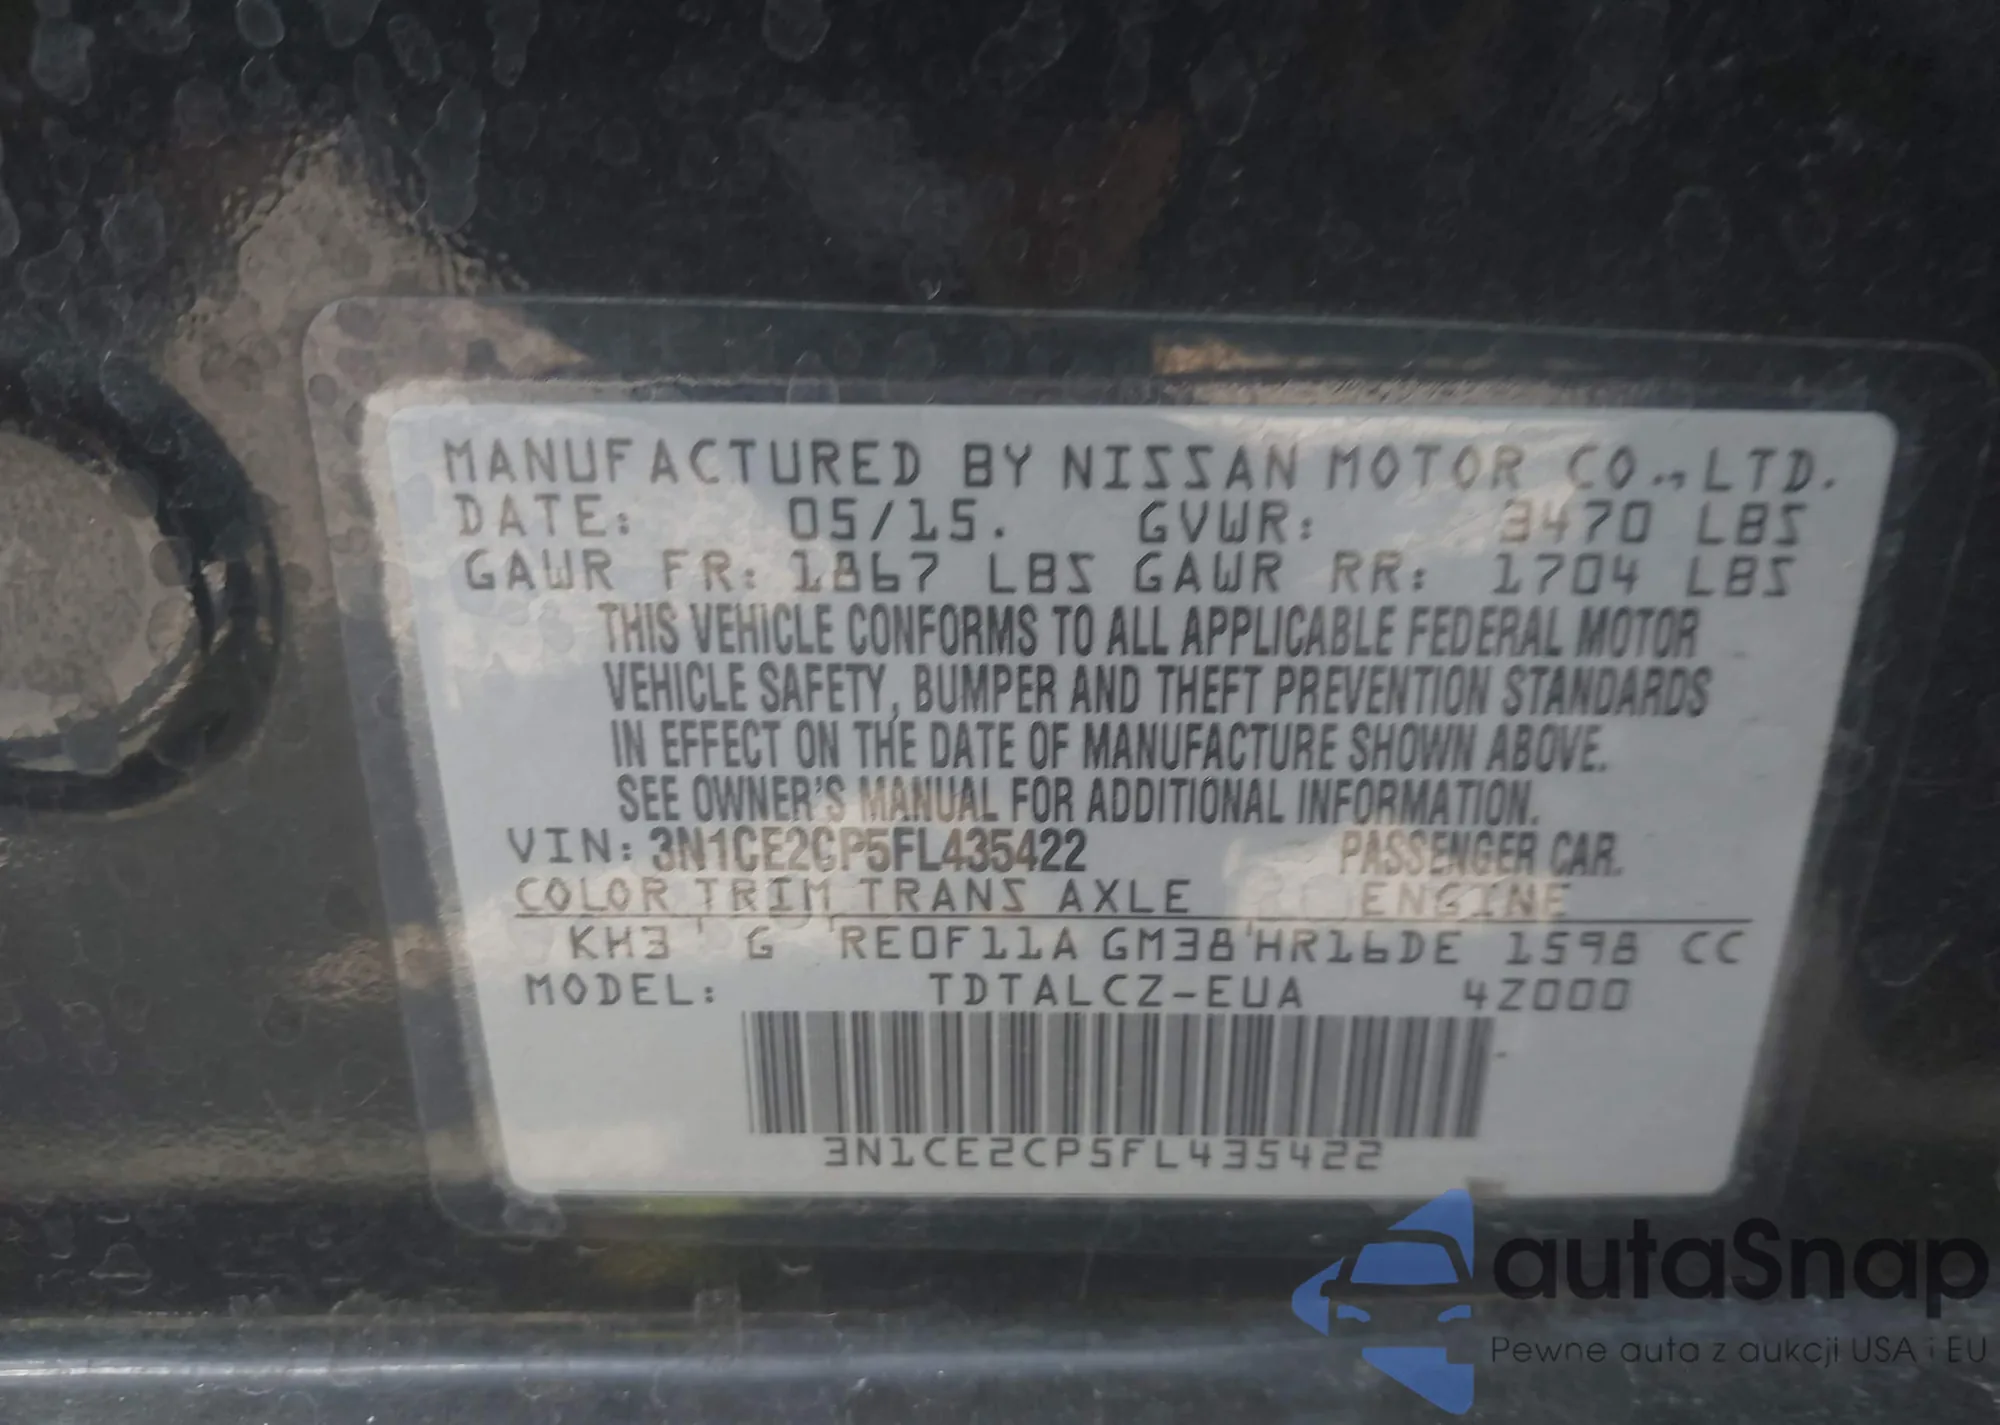 MANUFACTURED BY NISSAN MOTOR CO., LTD.
DATE: 05/15. GVWR: 3470 LBS
GAWR FR: 1867 LBS GAWR RR: 1704 LBS
THIS VEHICLE CONFORMS TO ALL APPLICABLE FEDERAL MOTOR
VEHICLE SAFETY, BUMPER AND THEFT PREVENTION STANDARDS
IN EFFECT ON THE DATE OF MANUFACTURE SHOWN ABOVE.
SEE OWNER'S MANUAL FOR ADDITIONAL INFORMATION.
VIN: 3N1CE2CP5FL435422 PASSENGER CAR.
COLOR TRIM TRANS AXLE ENGINE
KH3 ' G ' RE0F11A GM38 ' HR16DE 1598 CC
MODEL: TDTALCZ-EUA 4Z000
3N1CE2CP5FL435422
autaSnap
Pewne auta z aukcji USA i EU